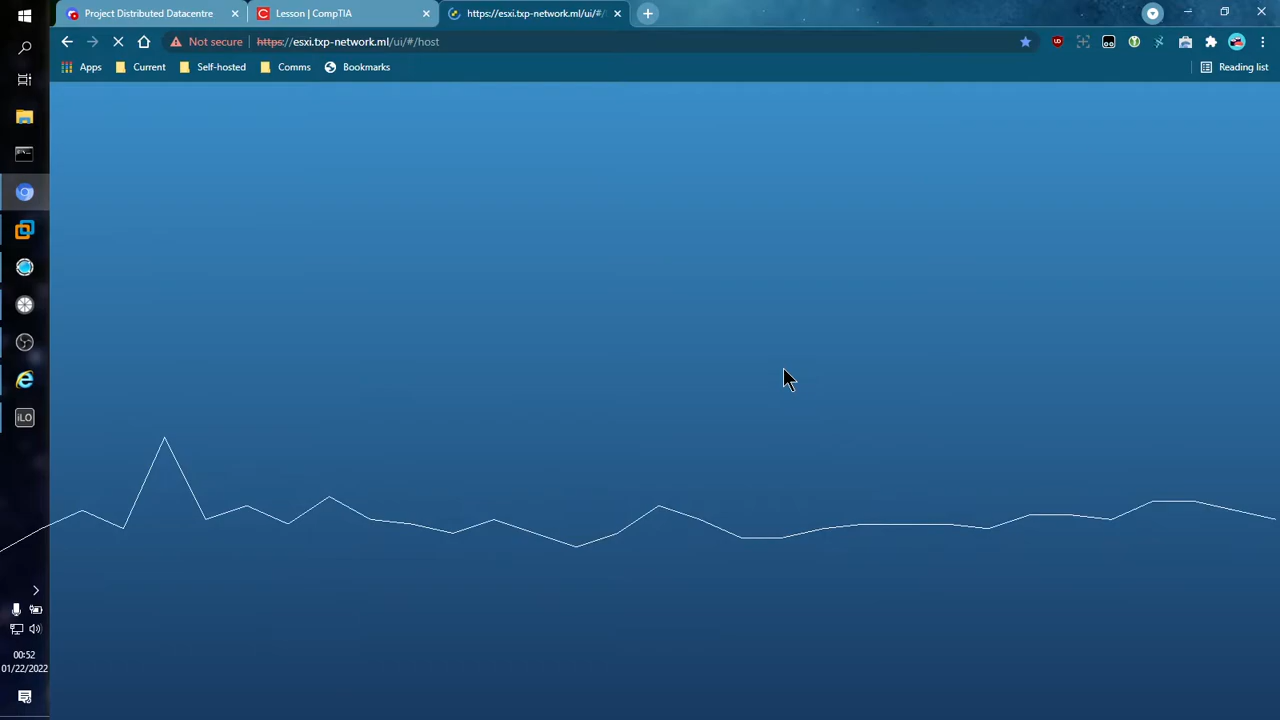 Project Distributed Datacentre
Lesson | CompTIA
https://esxi.txp-network.ml/ui/#/
Not secure
https://esxi.txp-network.ml/ui/#/host
Apps
Current
Self-hosted
Comms
Bookmarks
Reading list
iLO
00:52
01/22/2022